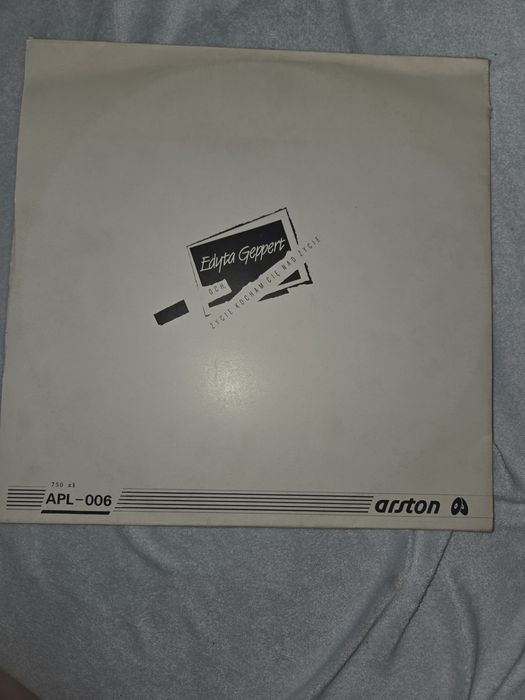 Edyta Geppert
OCH,
ŻYCIE KOCHAM CIĘ NAD ŻYCIE
750 zł
APL-006
arston